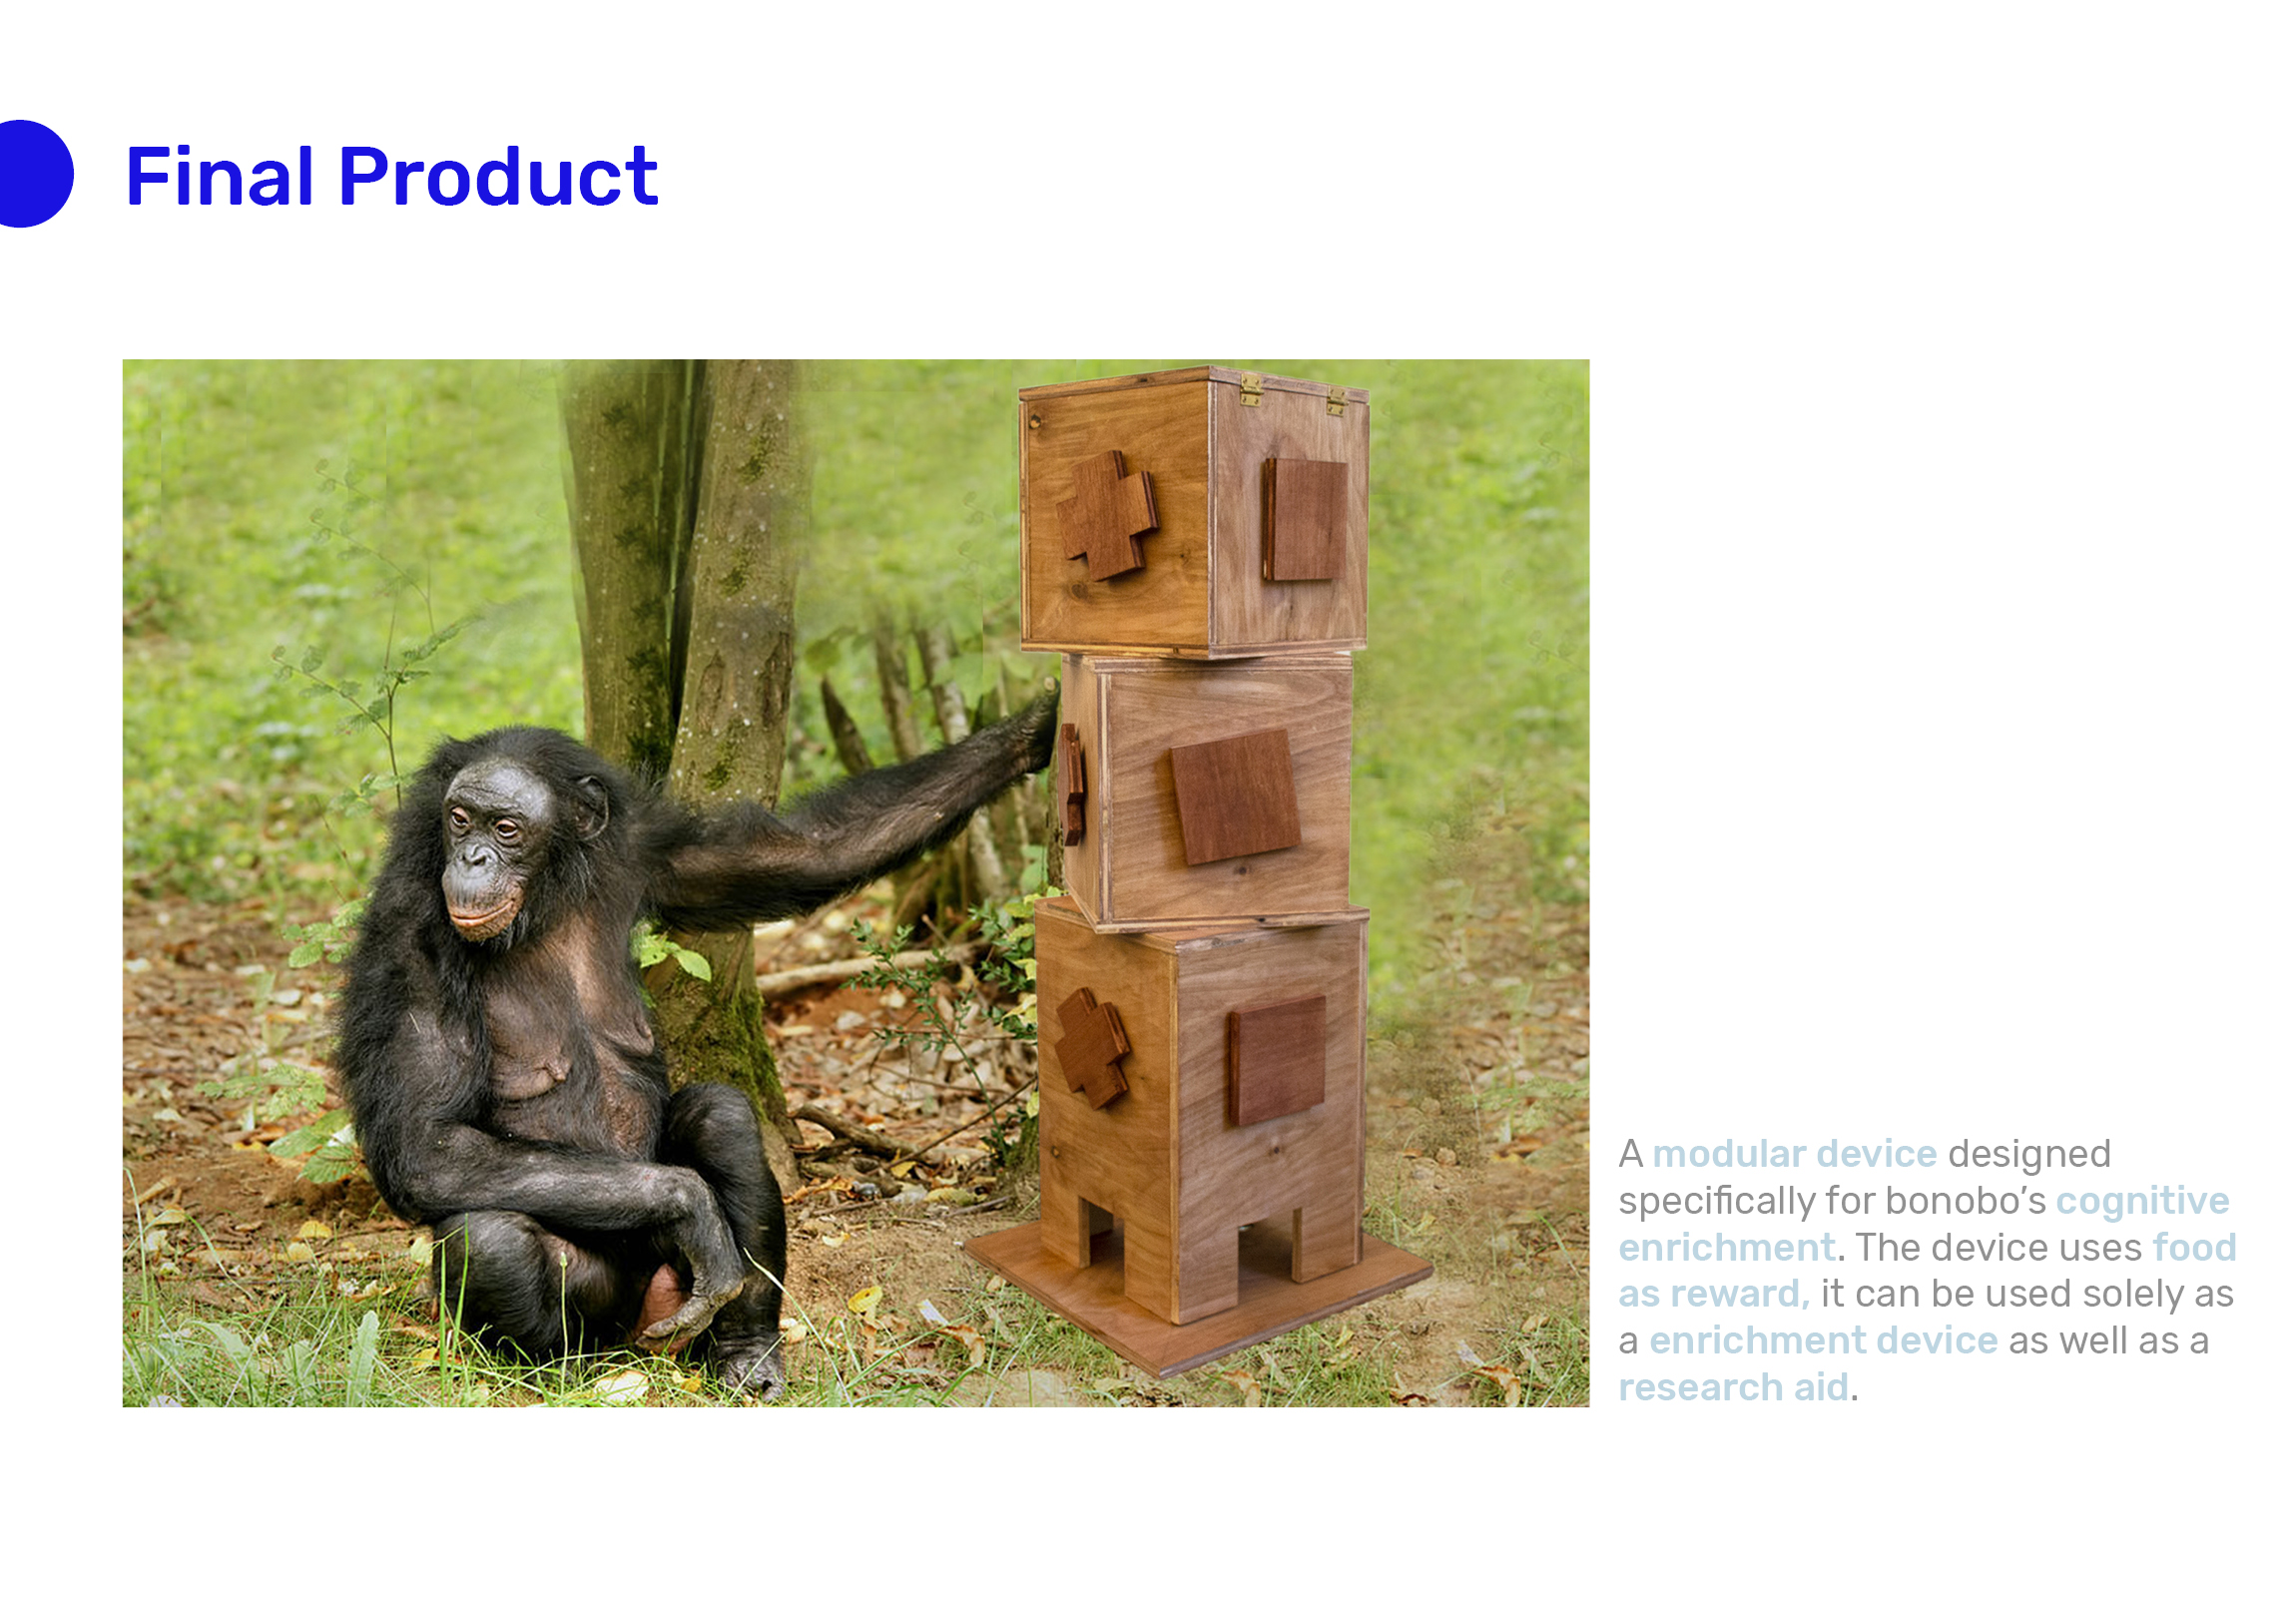 Final Product
A modular device designed
specifically for bonobo’s cognitive
enrichment. The device uses food
as reward, it can be used solely as
a enrichment device as well as a
research aid.